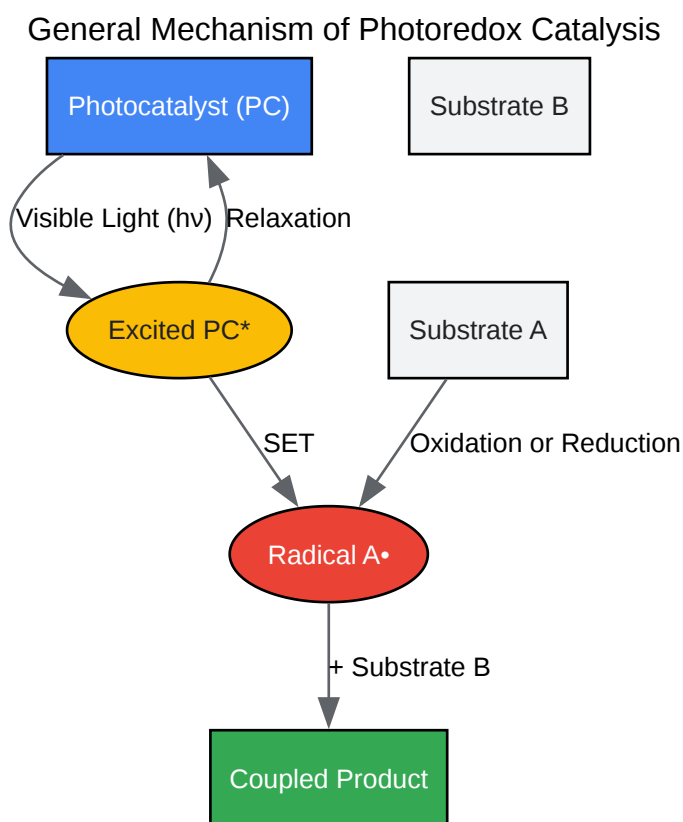 General Mechanism of Photoredox Catalysis
Photocatalyst (PC)
Substrate B
Visible Light (hν)
Relaxation
Excited PC*
Substrate A
SET
Oxidation or Reduction
Radical A•
+ Substrate B
Coupled Product